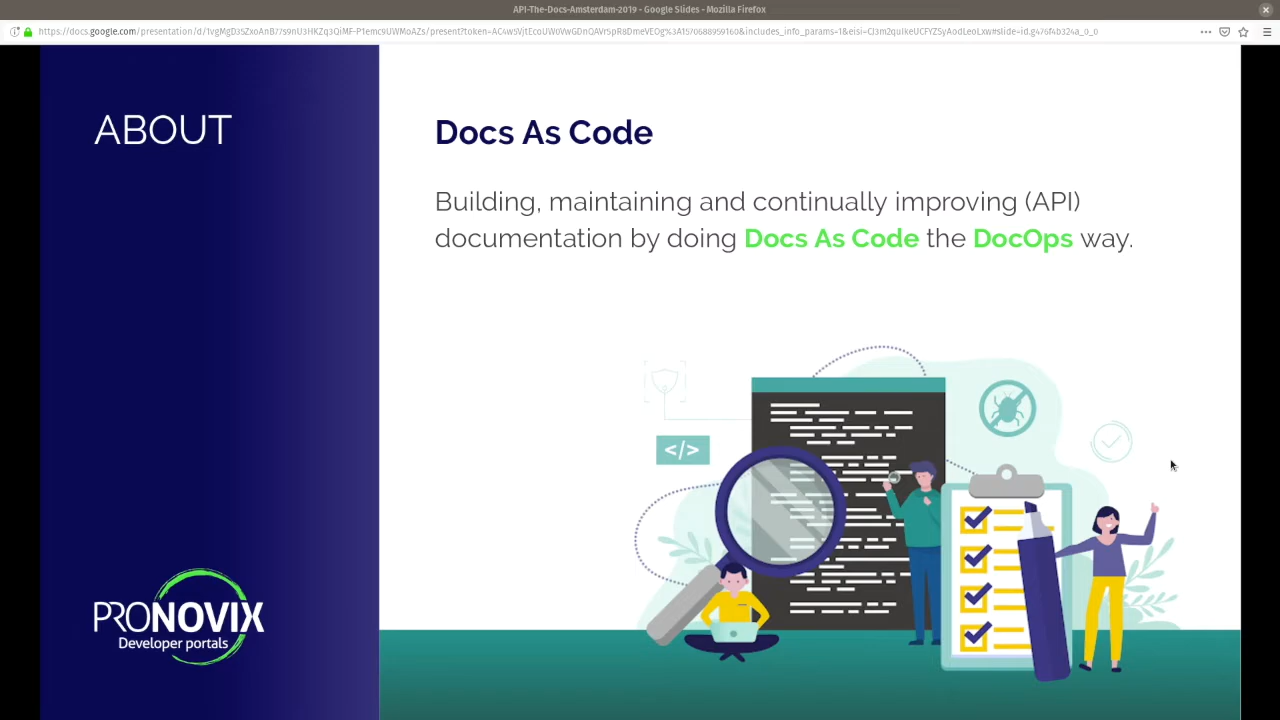 API-The-Docs-Amsterdam-2019 - Google Slides - Mozilla Firefox
ABOUT
Docs As Code
Building, maintaining and continually improving (API)
documentation by doing Docs As Code the DocOps way.
</>
PRONOVIX
Developer portals